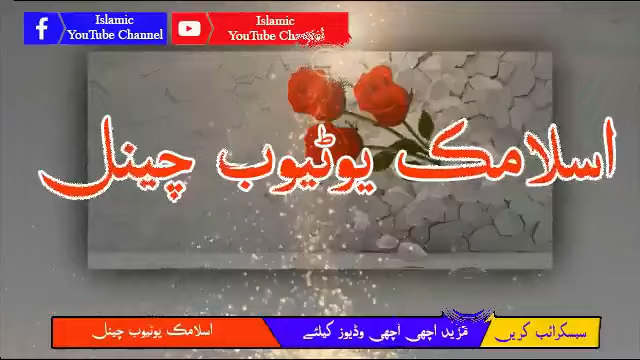 Islamic
YouTube Channel
Islamic
YouTube Channel
اسلامک یوٹیوب چینل
سبسکرائب کریں
مزید اچھی اچھی وڈیوز کیلئے
اسلامک یوٹیوب چینل